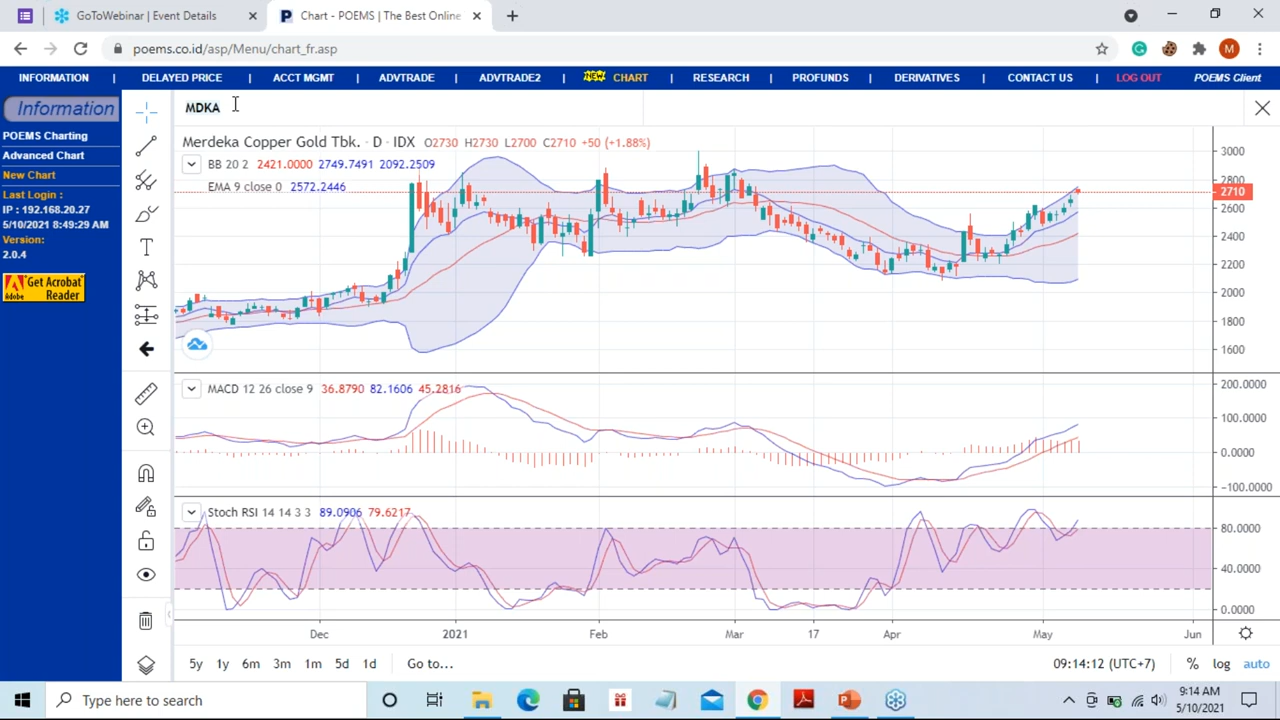 GoToWebinar | Event Details
Chart - POEMS | The Best Online
poems.co.id/asp/Menu/chart_fr.asp
M
INFORMATION | DELAYED PRICE | ACCT MGMT | ADVTRADE | ADVTRADE2 | NEW CHART | RESEARCH | PROFUNDS | DERIVATIVES | CONTACT US | LOG OUT POEMS Client
Information
POEMS Charting
Advanced Chart
New Chart
Last Login :
IP : 192.168.20.27
5/10/2021 8:49:29 AM
Version:
2.0.4
Get Acrobat
Reader
Adobe
MDKA
Merdeka Copper Gold Tbk. · D · IDX O2730 H2730 L2700 C2710 +50 (+1.88%)
BB 20 2 2421.0000 2749.7491 2092.2509
EMA 9 close 0 2572.2446
3000
2800
2710
2600
2400
2200
2000
1800
1600
MACD 12 26 close 9 36.8790 82.1606 45.2816
200.0000
100.0000
0.0000
−100.0000
Stoch RSI 14 14 3 3 89.0906 79.6217
80.0000
40.0000
0.0000
Dec 2021 Feb Mar 17 Apr May Jun
5y 1y 6m 3m 1m 5d 1d Go to... 09:14:12 (UTC+7) % log auto
Type here to search
9:14 AM
5/10/2021